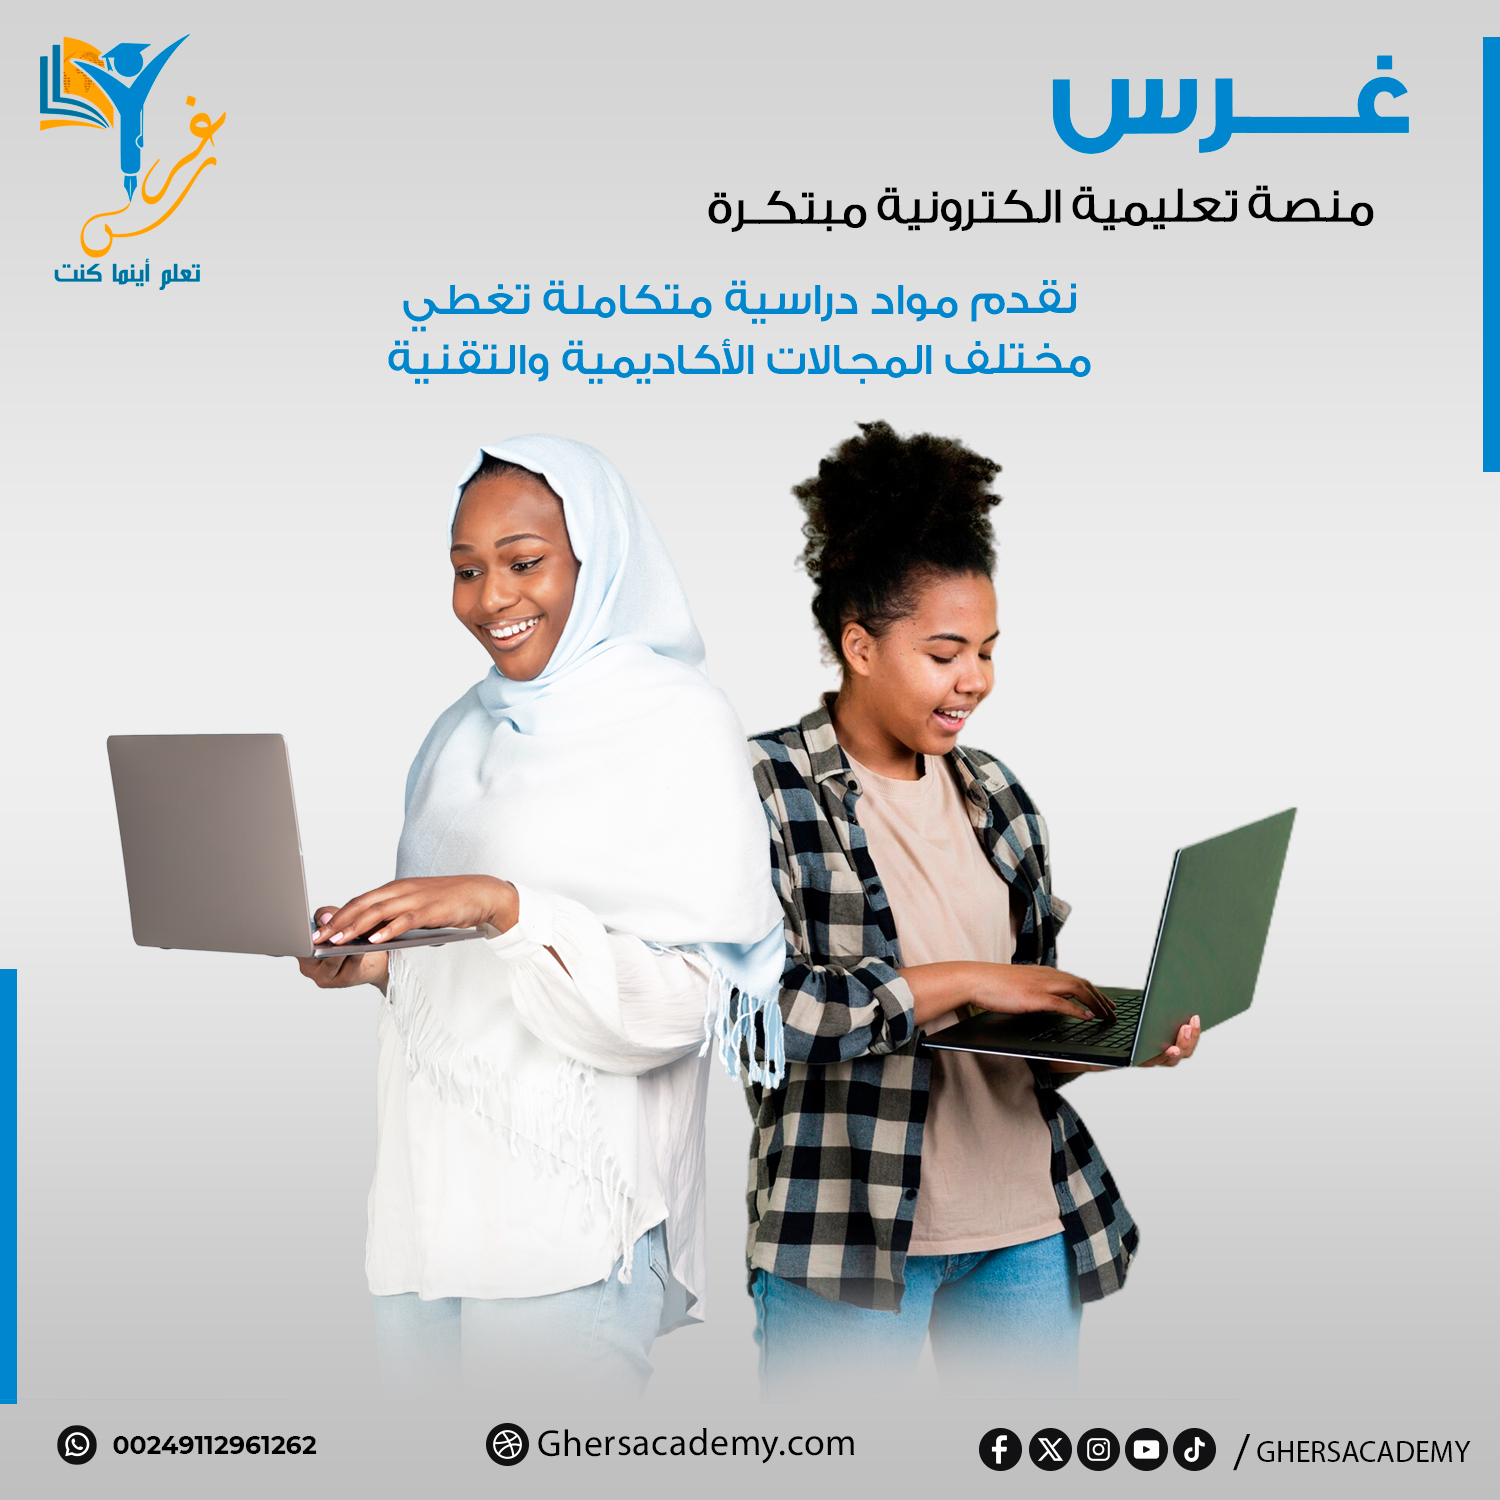 غرس
تعلم أينما كنت
غـــــرس
منصة تعليمية الكترونية مبتكـرة
نقدم مواد دراسية متكاملة تغطي
مختلف المجالات الأكاديمية والتقنية
00249112961262
Ghersacademy.com
/ GHERSACADEMY